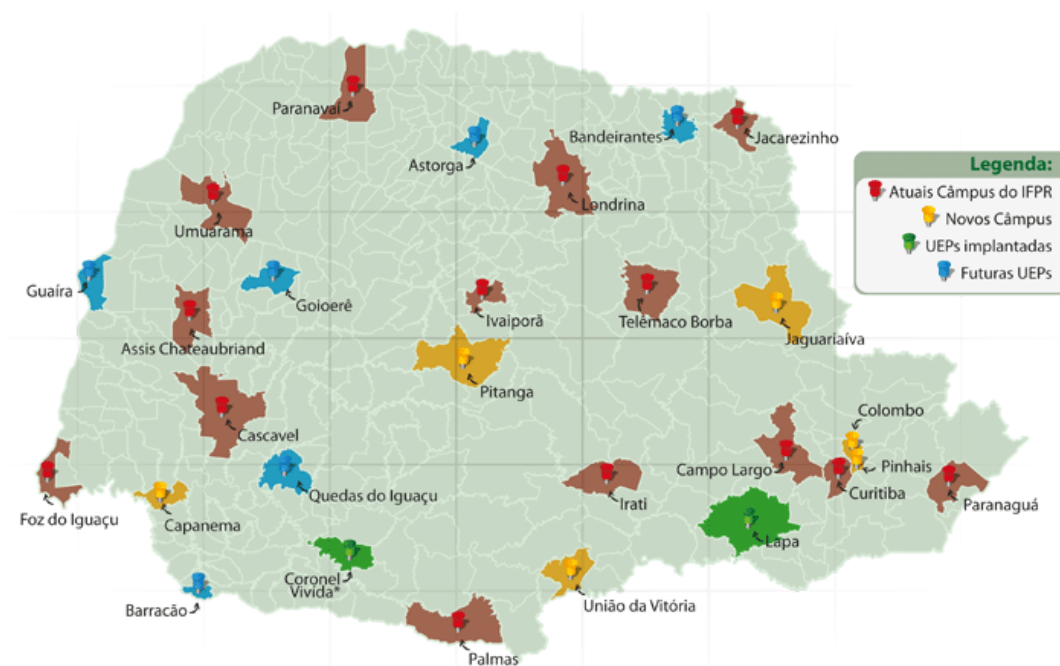 Paranavaí
Astorga
Bandeirantes
Jacarezinho
Londrina
Umuarama
Legenda:
Atuais Câmpus do IFPR
Novos Câmpus
UEPs implantadas
Futuras UEPs
Guaíra
Goioerê
Ivaiporã
Telêmaco Borba
Jaguariaíva
Assis Chateaubriand
Pitanga
Cascavel
Colombo
Campo Largo
Pinhais
Curitiba
Paranaguá
Foz do Iguaçu
Capanema
Quedas do Iguaçu
Irati
Lapa
Coronel
Vivida*
Barracão
União da Vitória
Palmas